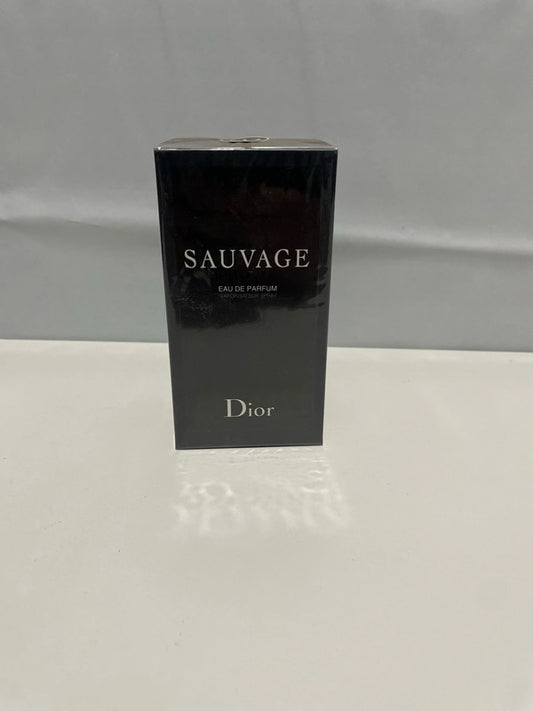 SAUVAGE
EAU DE PARFUM
VAPORISATEUR SPRAY
Dior